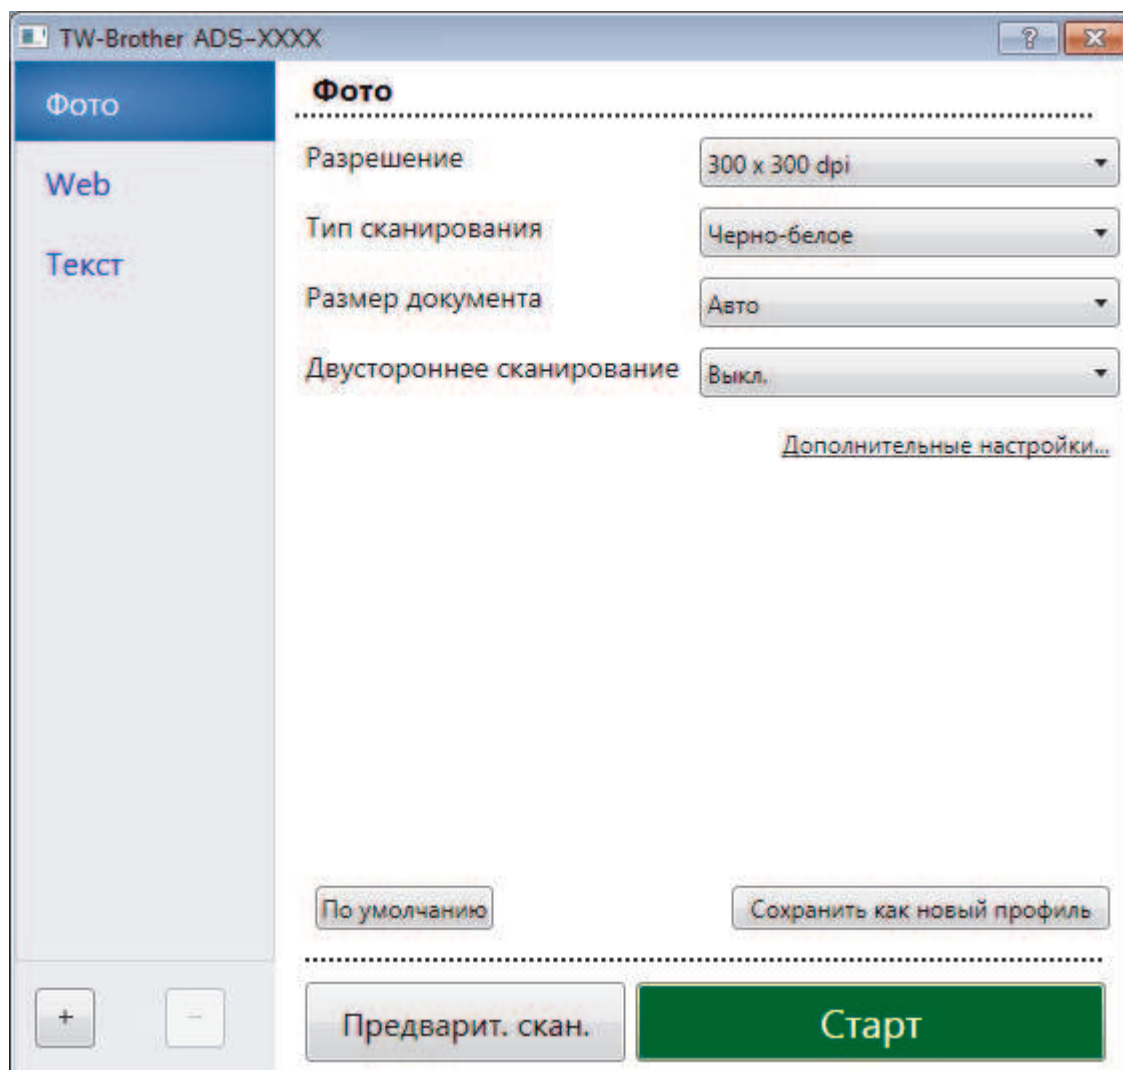 TW-Brother ADS-XXXX
?
Фото
Web
Текст
Фото
Разрешение 300 x 300 dpi
Тип сканирования Черно-белое
Размер документа Авто
Двустороннее сканирование Выкл.
Дополнительные настройки...
По умолчанию Сохранить как новый профиль
+ − Предварит. скан. Старт